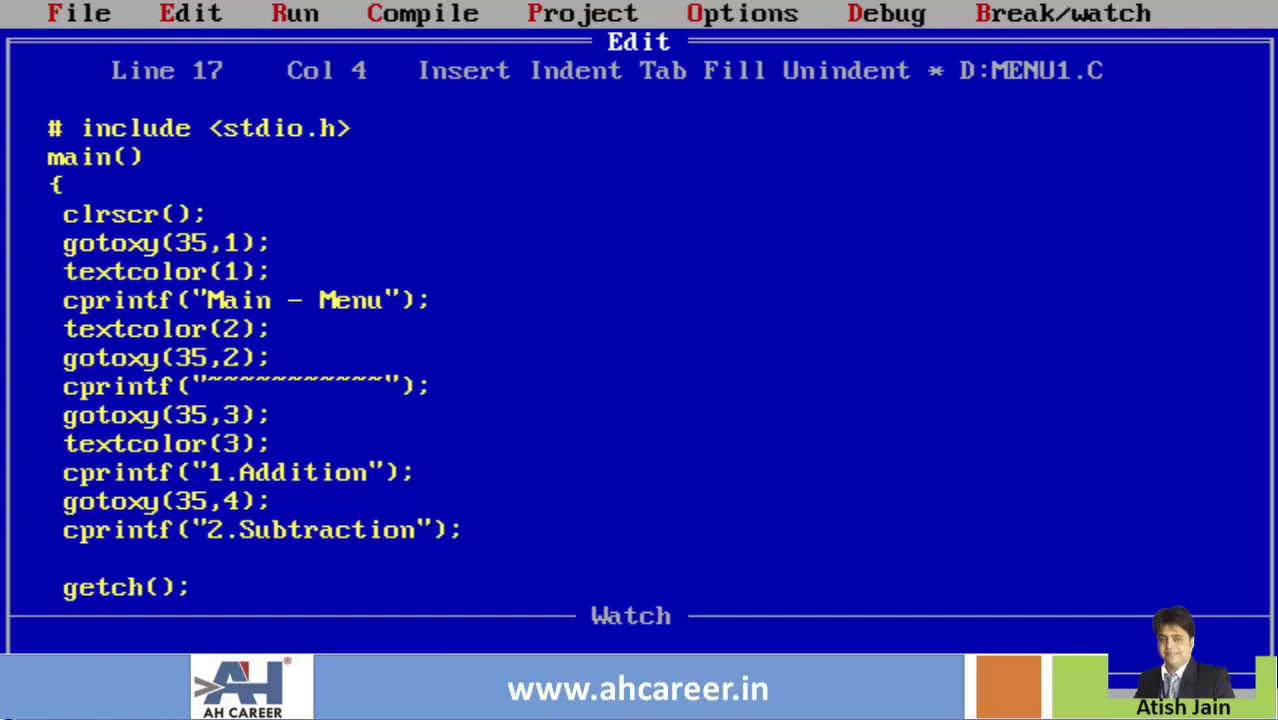 File Edit Run Compile Project Options Debug Break/watch
Edit
Line 17 Col 4 Insert Indent Tab Fill Unindent * D:MENU1.C
# include <stdio.h>
main()
{
clrscr();
gotoxy(35,1);
textcolor(1);
cprintf("Main - Menu");
textcolor(2);
gotoxy(35,2);
cprintf("~~~~~~~~~~~");
gotoxy(35,3);
textcolor(3);
cprintf("1.Addition");
gotoxy(35,4);
cprintf("2.Subtraction");
getch();
Watch
AH
®
AH CAREER
www.ahcareer.in
Atish Jain